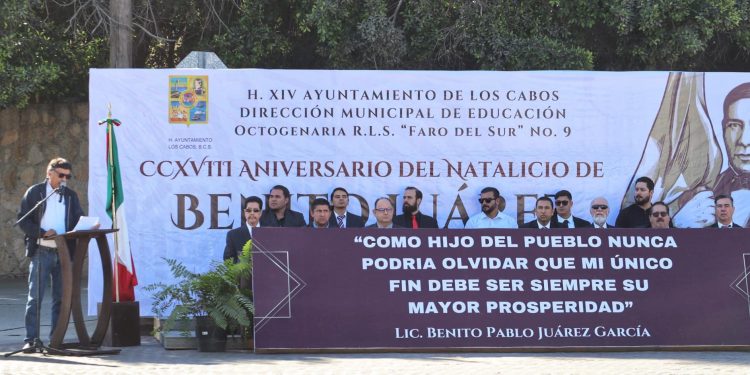 H. XIV AYUNTAMIENTO DE LOS CABOS
DIRECCIÓN MUNICIPAL DE EDUCACIÓN
OCTOGENARIA R.L.S. “FARO DEL SUR” NO. 9
H. AYUNTAMIENTO
LOS CABOS, B.C.S.
CCXVIII ANIVERSARIO DEL NATALICIO DE
BENITO JUÁREZ
“COMO HIJO DEL PUEBLO NUNCA
PODRIA OLVIDAR QUE MI ÚNICO
FIN DEBE SER SIEMPRE SU
MAYOR PROSPERIDAD”
LIC. BENITO PABLO JUÁREZ GARCÍA